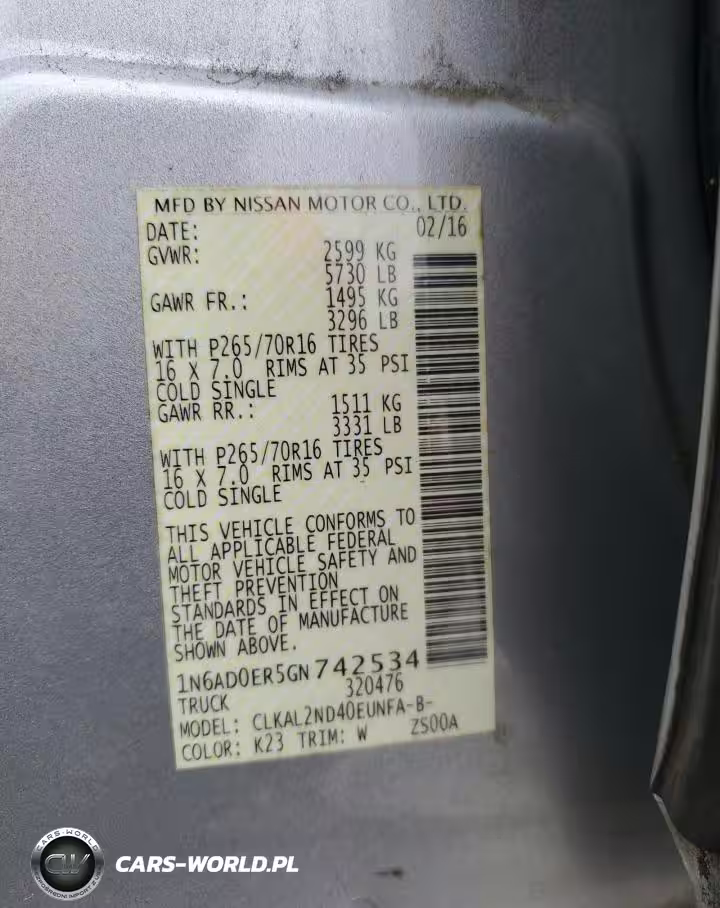 MFD BY NISSAN MOTOR CO., LTD.
DATE: 02/16
GVWR: 2599 KG
5730 LB
GAWR FR.: 1495 KG
3296 LB
WITH P265/70R16 TIRES
16 X 7.0 RIMS AT 35 PSI
COLD SINGLE
GAWR RR.: 1511 KG
3331 LB
WITH P265/70R16 TIRES
16 X 7.0 RIMS AT 35 PSI
COLD SINGLE
THIS VEHICLE CONFORMS TO
ALL APPLICABLE FEDERAL
MOTOR VEHICLE SAFETY AND
THEFT PREVENTION
STANDARDS IN EFFECT ON
THE DATE OF MANUFACTURE
SHOWN ABOVE.
1N6AD0ER5GN742534
320476
TRUCK
MODEL: CLKAL2ND40EUNFA-B-
COLOR: K23 TRIM: W ZS00A
CARS-WORLD
CW
CARS-WORLD.PL